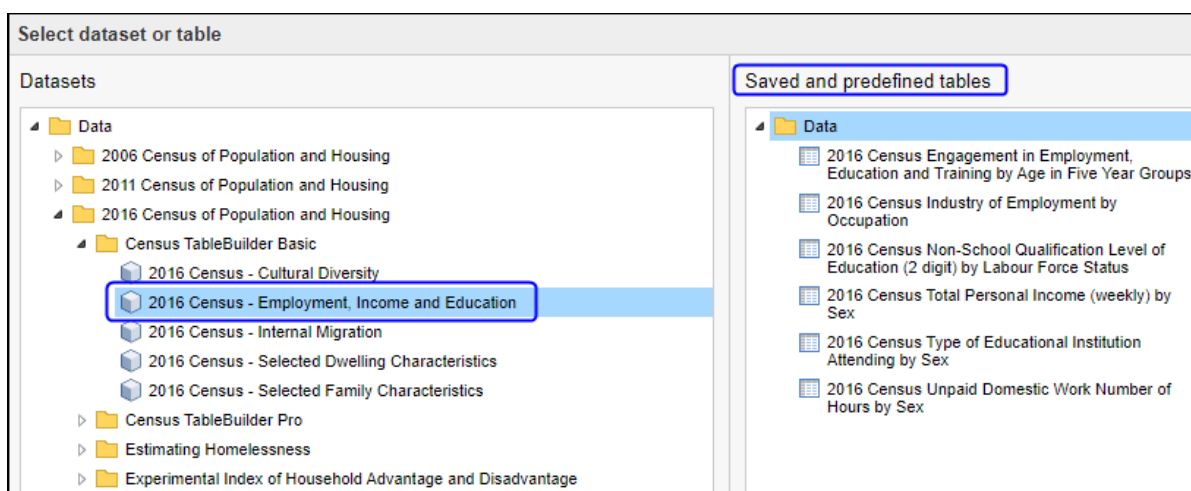 Select dataset or table
Datasets
Data
2006 Census of Population and Housing
2011 Census of Population and Housing
2016 Census of Population and Housing
Census TableBuilder Basic
2016 Census - Cultural Diversity
2016 Census - Employment, Income and Education
2016 Census - Internal Migration
2016 Census - Selected Dwelling Characteristics
2016 Census - Selected Family Characteristics
Census TableBuilder Pro
Estimating Homelessness
Experimental Index of Household Advantage and Disadvantage
Saved and predefined tables
Data
2016 Census Engagement in Employment,
Education and Training by Age in Five Year Groups
2016 Census Industry of Employment by
Occupation
2016 Census Non-School Qualification Level of
Education (2 digit) by Labour Force Status
2016 Census Total Personal Income (weekly) by
Sex
2016 Census Type of Educational Institution
Attending by Sex
2016 Census Unpaid Domestic Work Number of
Hours by Sex